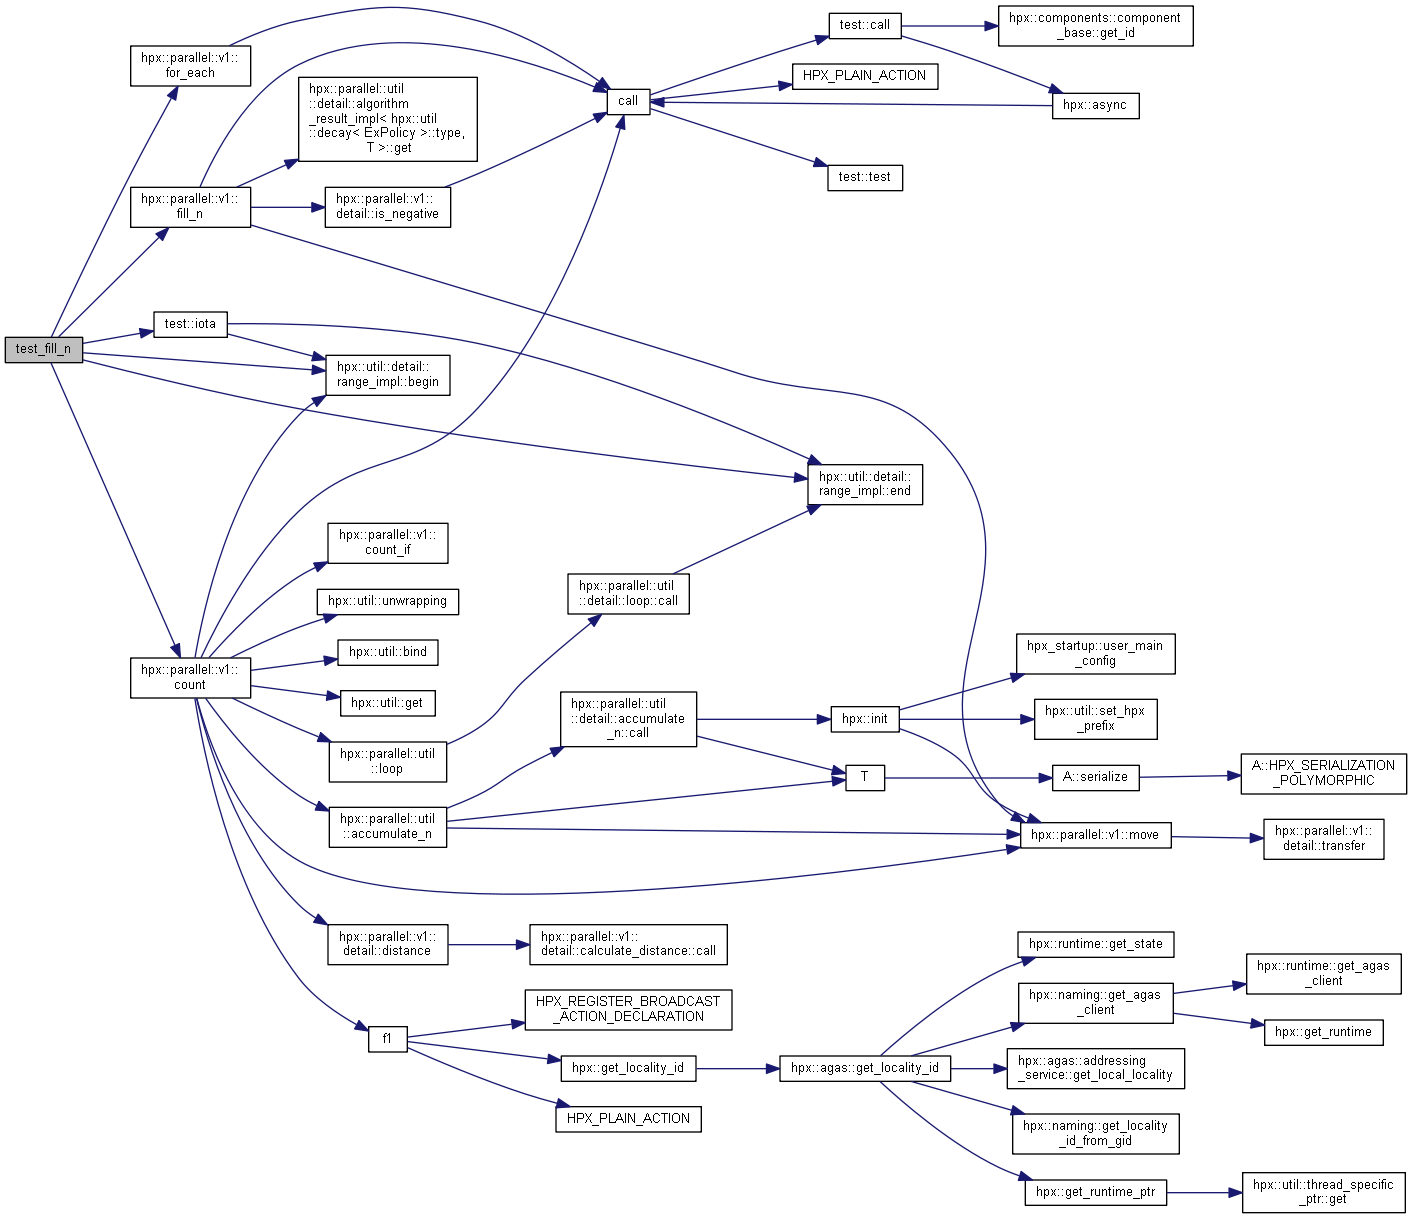 test_fill_n
hpx::parallel::v1::
for_each
hpx::parallel::v1::
fill_n
test::iota
hpx::parallel::v1::
count
hpx::parallel::util
::detail::algorithm
_result_impl< hpx::util
::decay< ExPolicy >::type,
T >::get
hpx::parallel::v1::
detail::is_negative
hpx::util::detail::
range_impl::begin
hpx::parallel::v1::
count_if
hpx::util::unwrapping
hpx::util::bind
hpx::util::get
hpx::parallel::util
::loop
hpx::parallel::util
::accumulate_n
hpx::parallel::v1::
detail::distance
f1
call
hpx::parallel::util
::detail::loop::call
hpx::parallel::util
::detail::accumulate
_n::call
hpx::parallel::v1::
detail::calculate_distance::call
HPX_REGISTER_BROADCAST
_ACTION_DECLARATION
hpx::get_locality_id
HPX_PLAIN_ACTION
test::call
HPX_PLAIN_ACTION
test::test
hpx::util::detail::
range_impl::end
hpx::init
T
hpx::agas::get_locality_id
hpx::components::component
_base::get_id
hpx::async
hpx_startup::user_main
_config
hpx::util::set_hpx
_prefix
A::serialize
hpx::parallel::v1::move
hpx::runtime::get_state
hpx::naming::get_agas
_client
hpx::agas::addressing
_service::get_local_locality
hpx::naming::get_locality
_id_from_gid
hpx::get_runtime_ptr
A::HPX_SERIALIZATION
_POLYMORPHIC
hpx::parallel::v1::
detail::transfer
hpx::runtime::get_agas
_client
hpx::get_runtime
hpx::util::thread_specific
_ptr::get